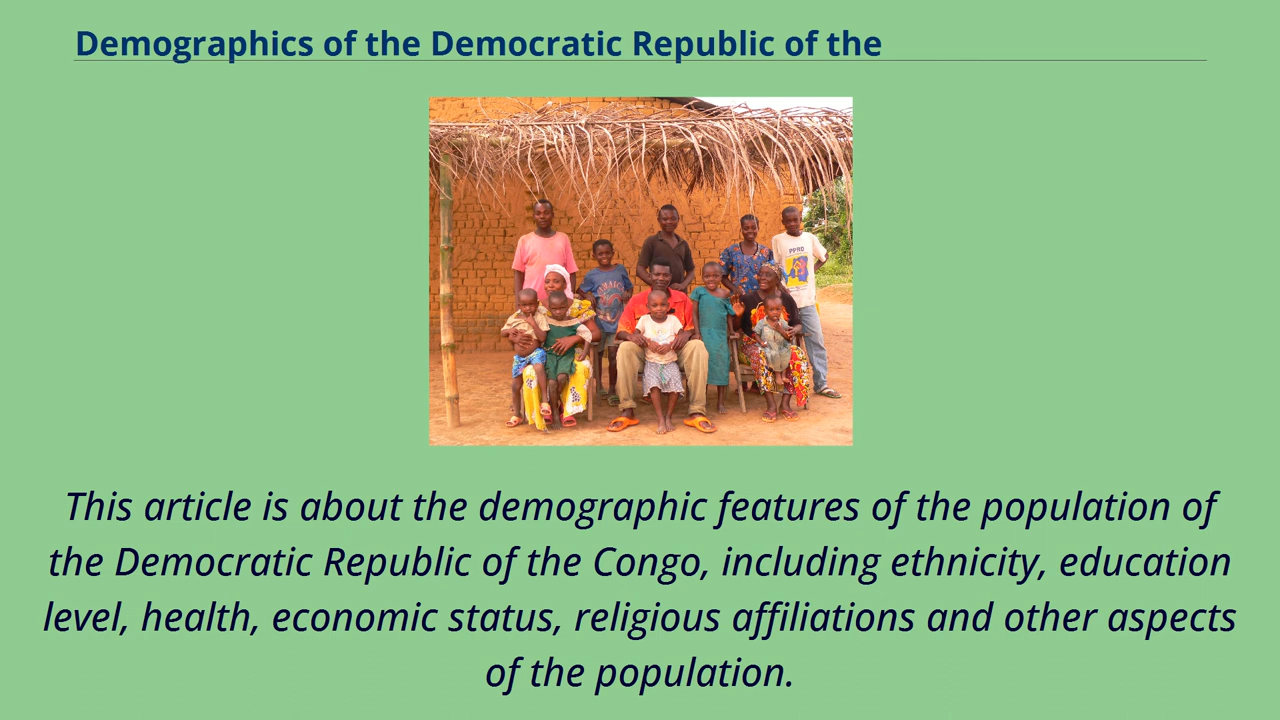 Demographics of the Democratic Republic of the
PPRD
This article is about the demographic features of the population of
the Democratic Republic of the Congo, including ethnicity, education
level, health, economic status, religious affiliations and other aspects
of the population.